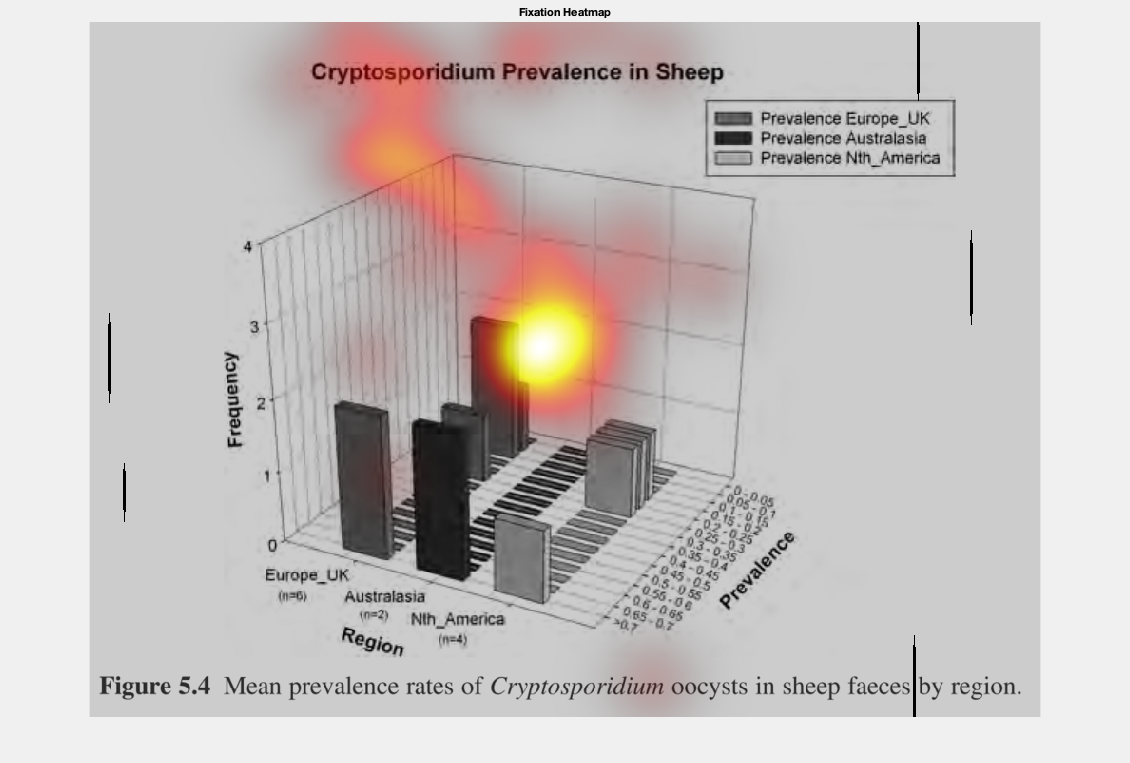 Fixation Heatmap
Cryptosporidium Prevalence in Sheep
Prevalence Europe_UK
Prevalence Australasia
Prevalence Nth_America
4
3
2
1
0
Frequency
Europe_UK
(n=6)
Australasia
(n=2)
Nth_America
(n=4)
Region
0 - 0.05
0.05 - 0.1
0.1 - 0.15
0.15 - 0.2
0.2 - 0.25
0.25 - 0.3
0.3 - 0.35
0.35 - 0.4
0.4 - 0.45
0.45 - 0.5
0.5 - 0.55
0.55 - 0.6
0.6 - 0.65
0.65 - 0.7
>0.7
Prevalence
Figure 5.4 Mean prevalence rates of Cryptosporidium oocysts in sheep faeces by region.